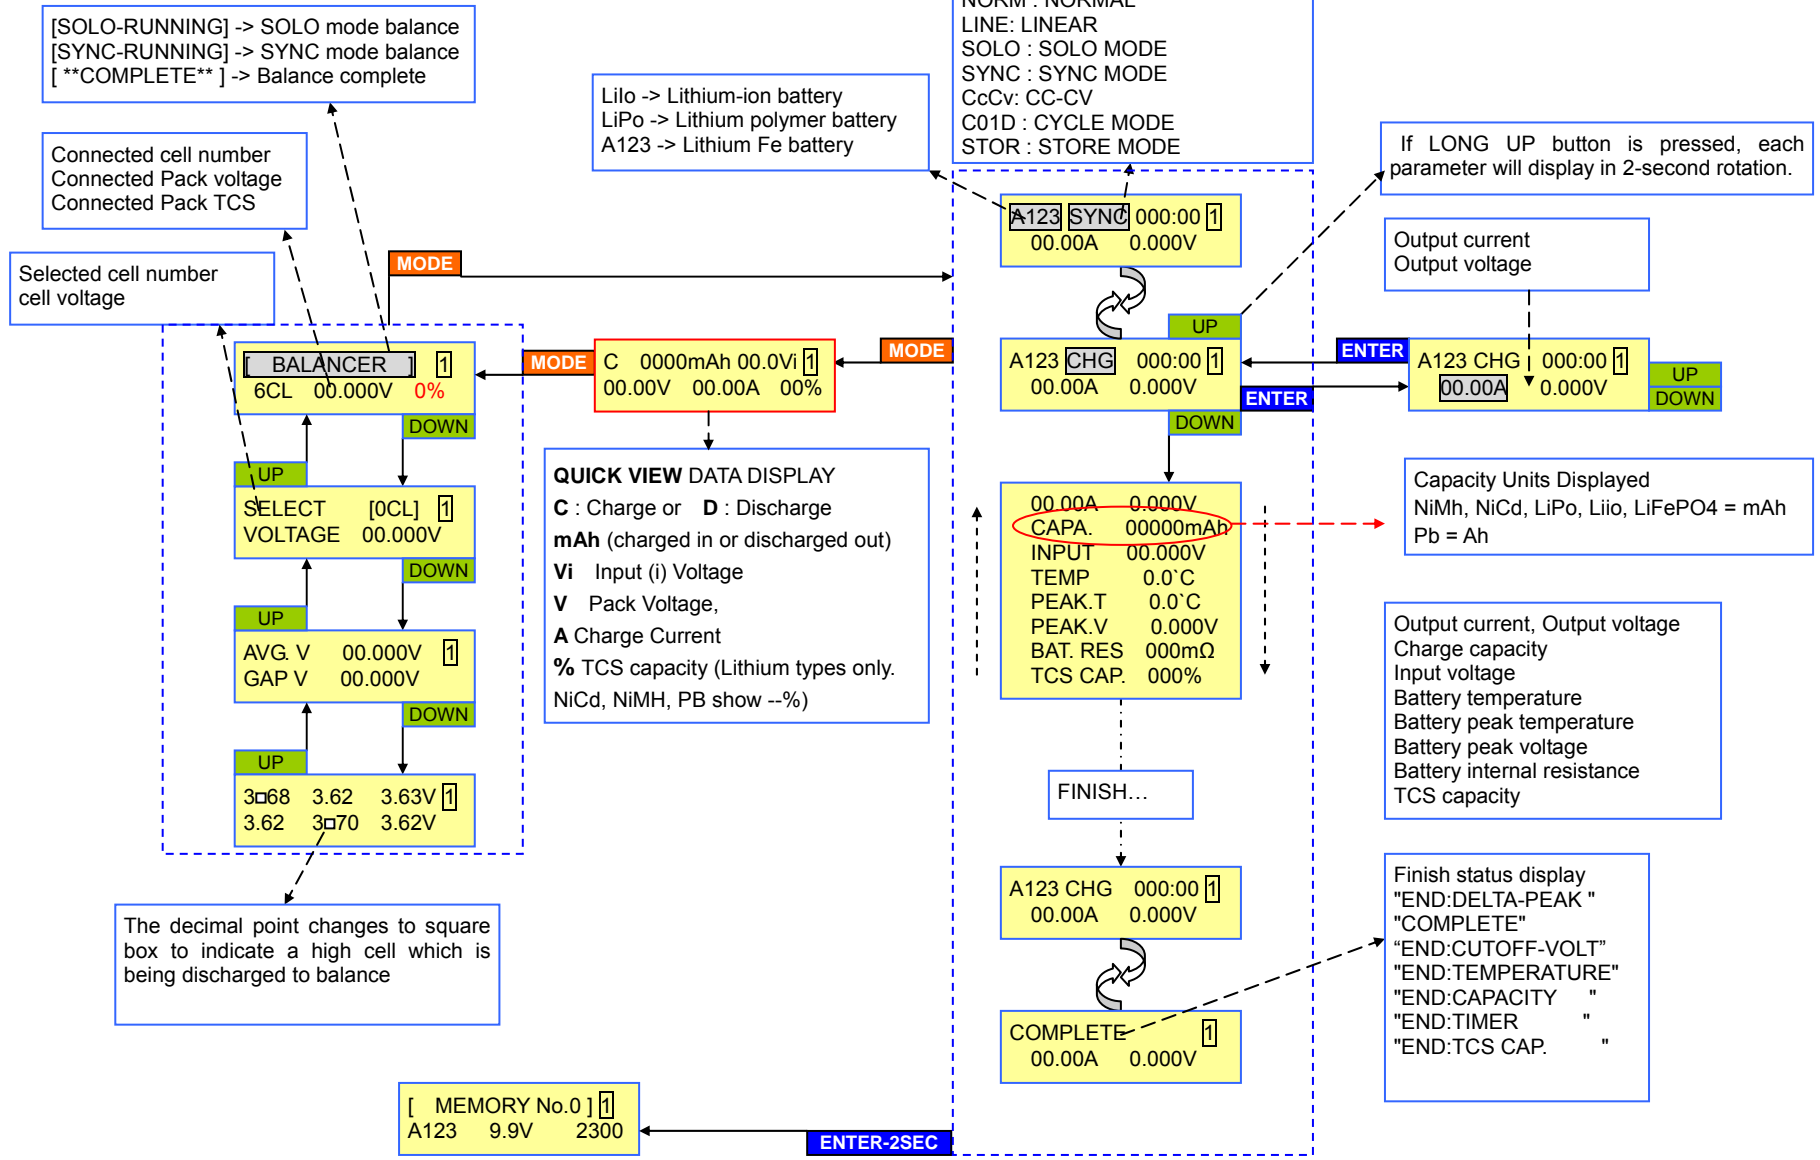 [SOLO-RUNNING] -> SOLO mode balance
[SYNC-RUNNING] -> SYNC mode balance
[ **COMPLETE** ] -> Balance complete
Connected cell number
Connected Pack voltage
Connected Pack TCS
Selected cell number
cell voltage
LiIo -> Lithium-ion battery
LiPo -> Lithium polymer battery
A123 -> Lithium Fe battery
NORM : NORMAL
LINE: LINEAR
SOLO : SOLO MODE
SYNC : SYNC MODE
CcCv: CC-CV
C01D : CYCLE MODE
STOR : STORE MODE
If LONG UP button is pressed, each
parameter will display in 2-second rotation.
Output current
Output voltage
MODE
A123 SYNC 000:00 1
00.00A 0.000V
UP
A123 CHG 000:00 1
00.00A 0.000V
DOWN
ENTER
ENTER
A123 CHG 000:00 1
00.00A 0.000V
UP
DOWN
MODE
C 0000mAh 00.0Vi 1
00.00V 00.00A 00%
MODE
[ BALANCER ] 1
6CL 00.000V 0%
DOWN
UP
SELECT [0CL] 1
VOLTAGE 00.000V
DOWN
UP
AVG. V 00.000V 1
GAP V 00.000V
DOWN
UP
3□68 3.62 3.63V 1
3.62 3□70 3.62V
The decimal point changes to square
box to indicate a high cell which is
being discharged to balance
QUICK VIEW DATA DISPLAY
C : Charge or D : Discharge
mAh (charged in or discharged out)
Vi Input (i) Voltage
V Pack Voltage,
A Charge Current
% TCS capacity (Lithium types only.
NiCd, NiMH, PB show --%)
00.00A 0.000V
CAPA. 00000mAh
INPUT 00.000V
TEMP 0.0`C
PEAK.T 0.0`C
PEAK.V 0.000V
BAT. RES 000mΩ
TCS CAP. 000%
Capacity Units Displayed
NiMh, NiCd, LiPo, Liio, LiFePO4 = mAh
Pb = Ah
Output current, Output voltage
Charge capacity
Input voltage
Battery temperature
Battery peak temperature
Battery peak voltage
Battery internal resistance
TCS capacity
FINISH…
A123 CHG 000:00 1
00.00A 0.000V
COMPLETE 1
00.00A 0.000V
Finish status display
"END:DELTA-PEAK "
"COMPLETE"
“END:CUTOFF-VOLT”
"END:TEMPERATURE"
"END:CAPACITY "
"END:TIMER "
"END:TCS CAP. "
[ MEMORY No.0 ] 1
A123 9.9V 2300
ENTER-2SEC